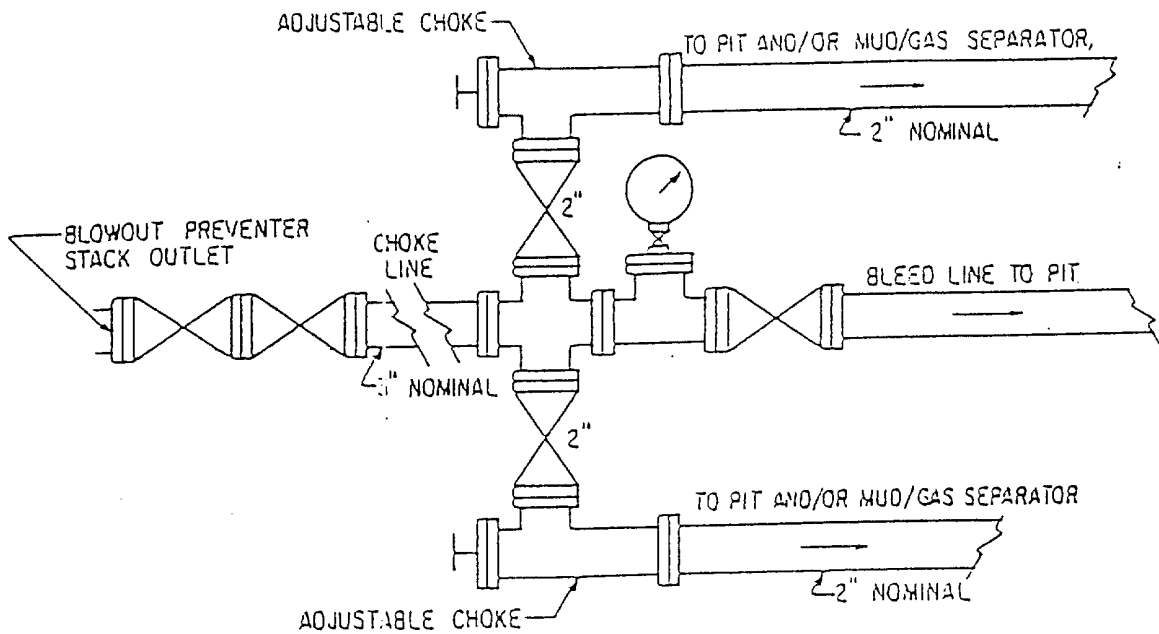 ADJUSTABLE CHOKE
TO PIT AND/OR MUD/GAS SEPARATOR,
2" NOMINAL
2"
BLOWOUT PREVENTER
STACK OUTLET
CHOKE
LINE
BLEED LINE TO PIT
3" NOMINAL
2"
TO PIT AND/OR MUD/GAS SEPARATOR
2" NOMINAL
ADJUSTABLE CHOKE